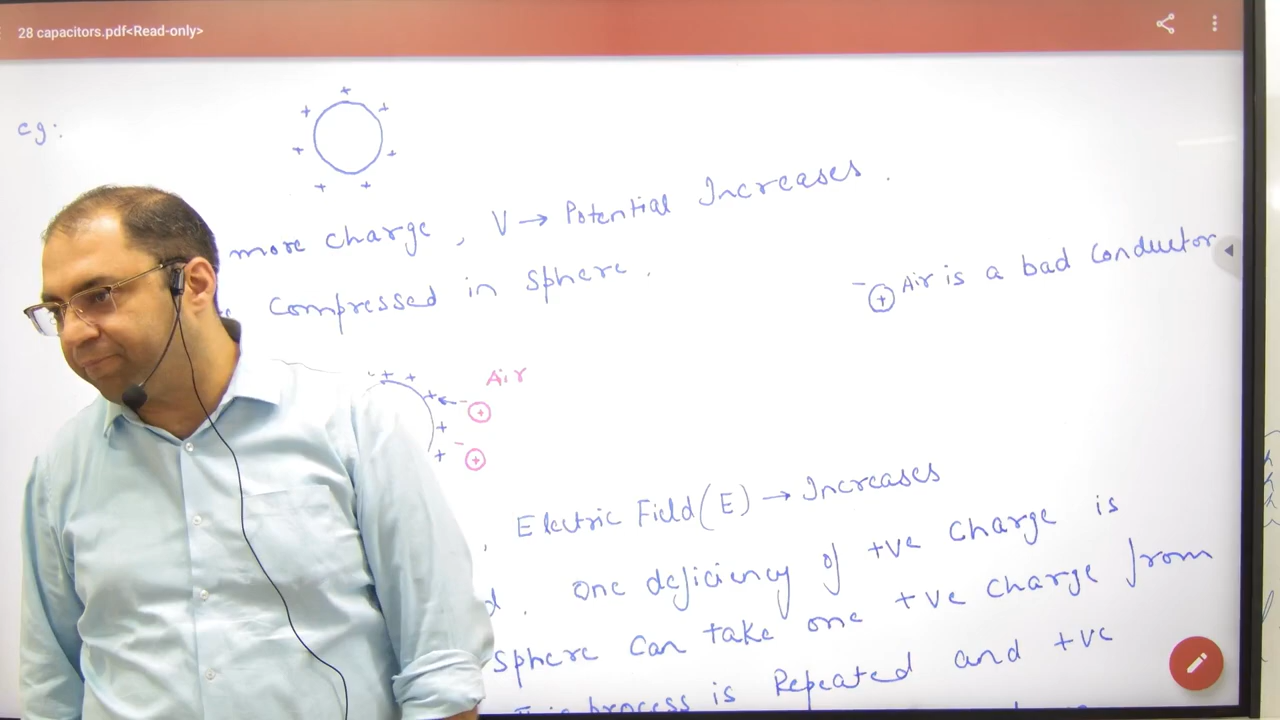 28 capacitors.pdf<Read-only>
eg:
more charge, V → Potential Increases.
compressed in sphere.
- + Air is a bad conductor
Air
, Electric Field (E) → Increases
d. One deficiency of +ve charge is
sphere can take one +ve charge from
process is Repeated and +ve